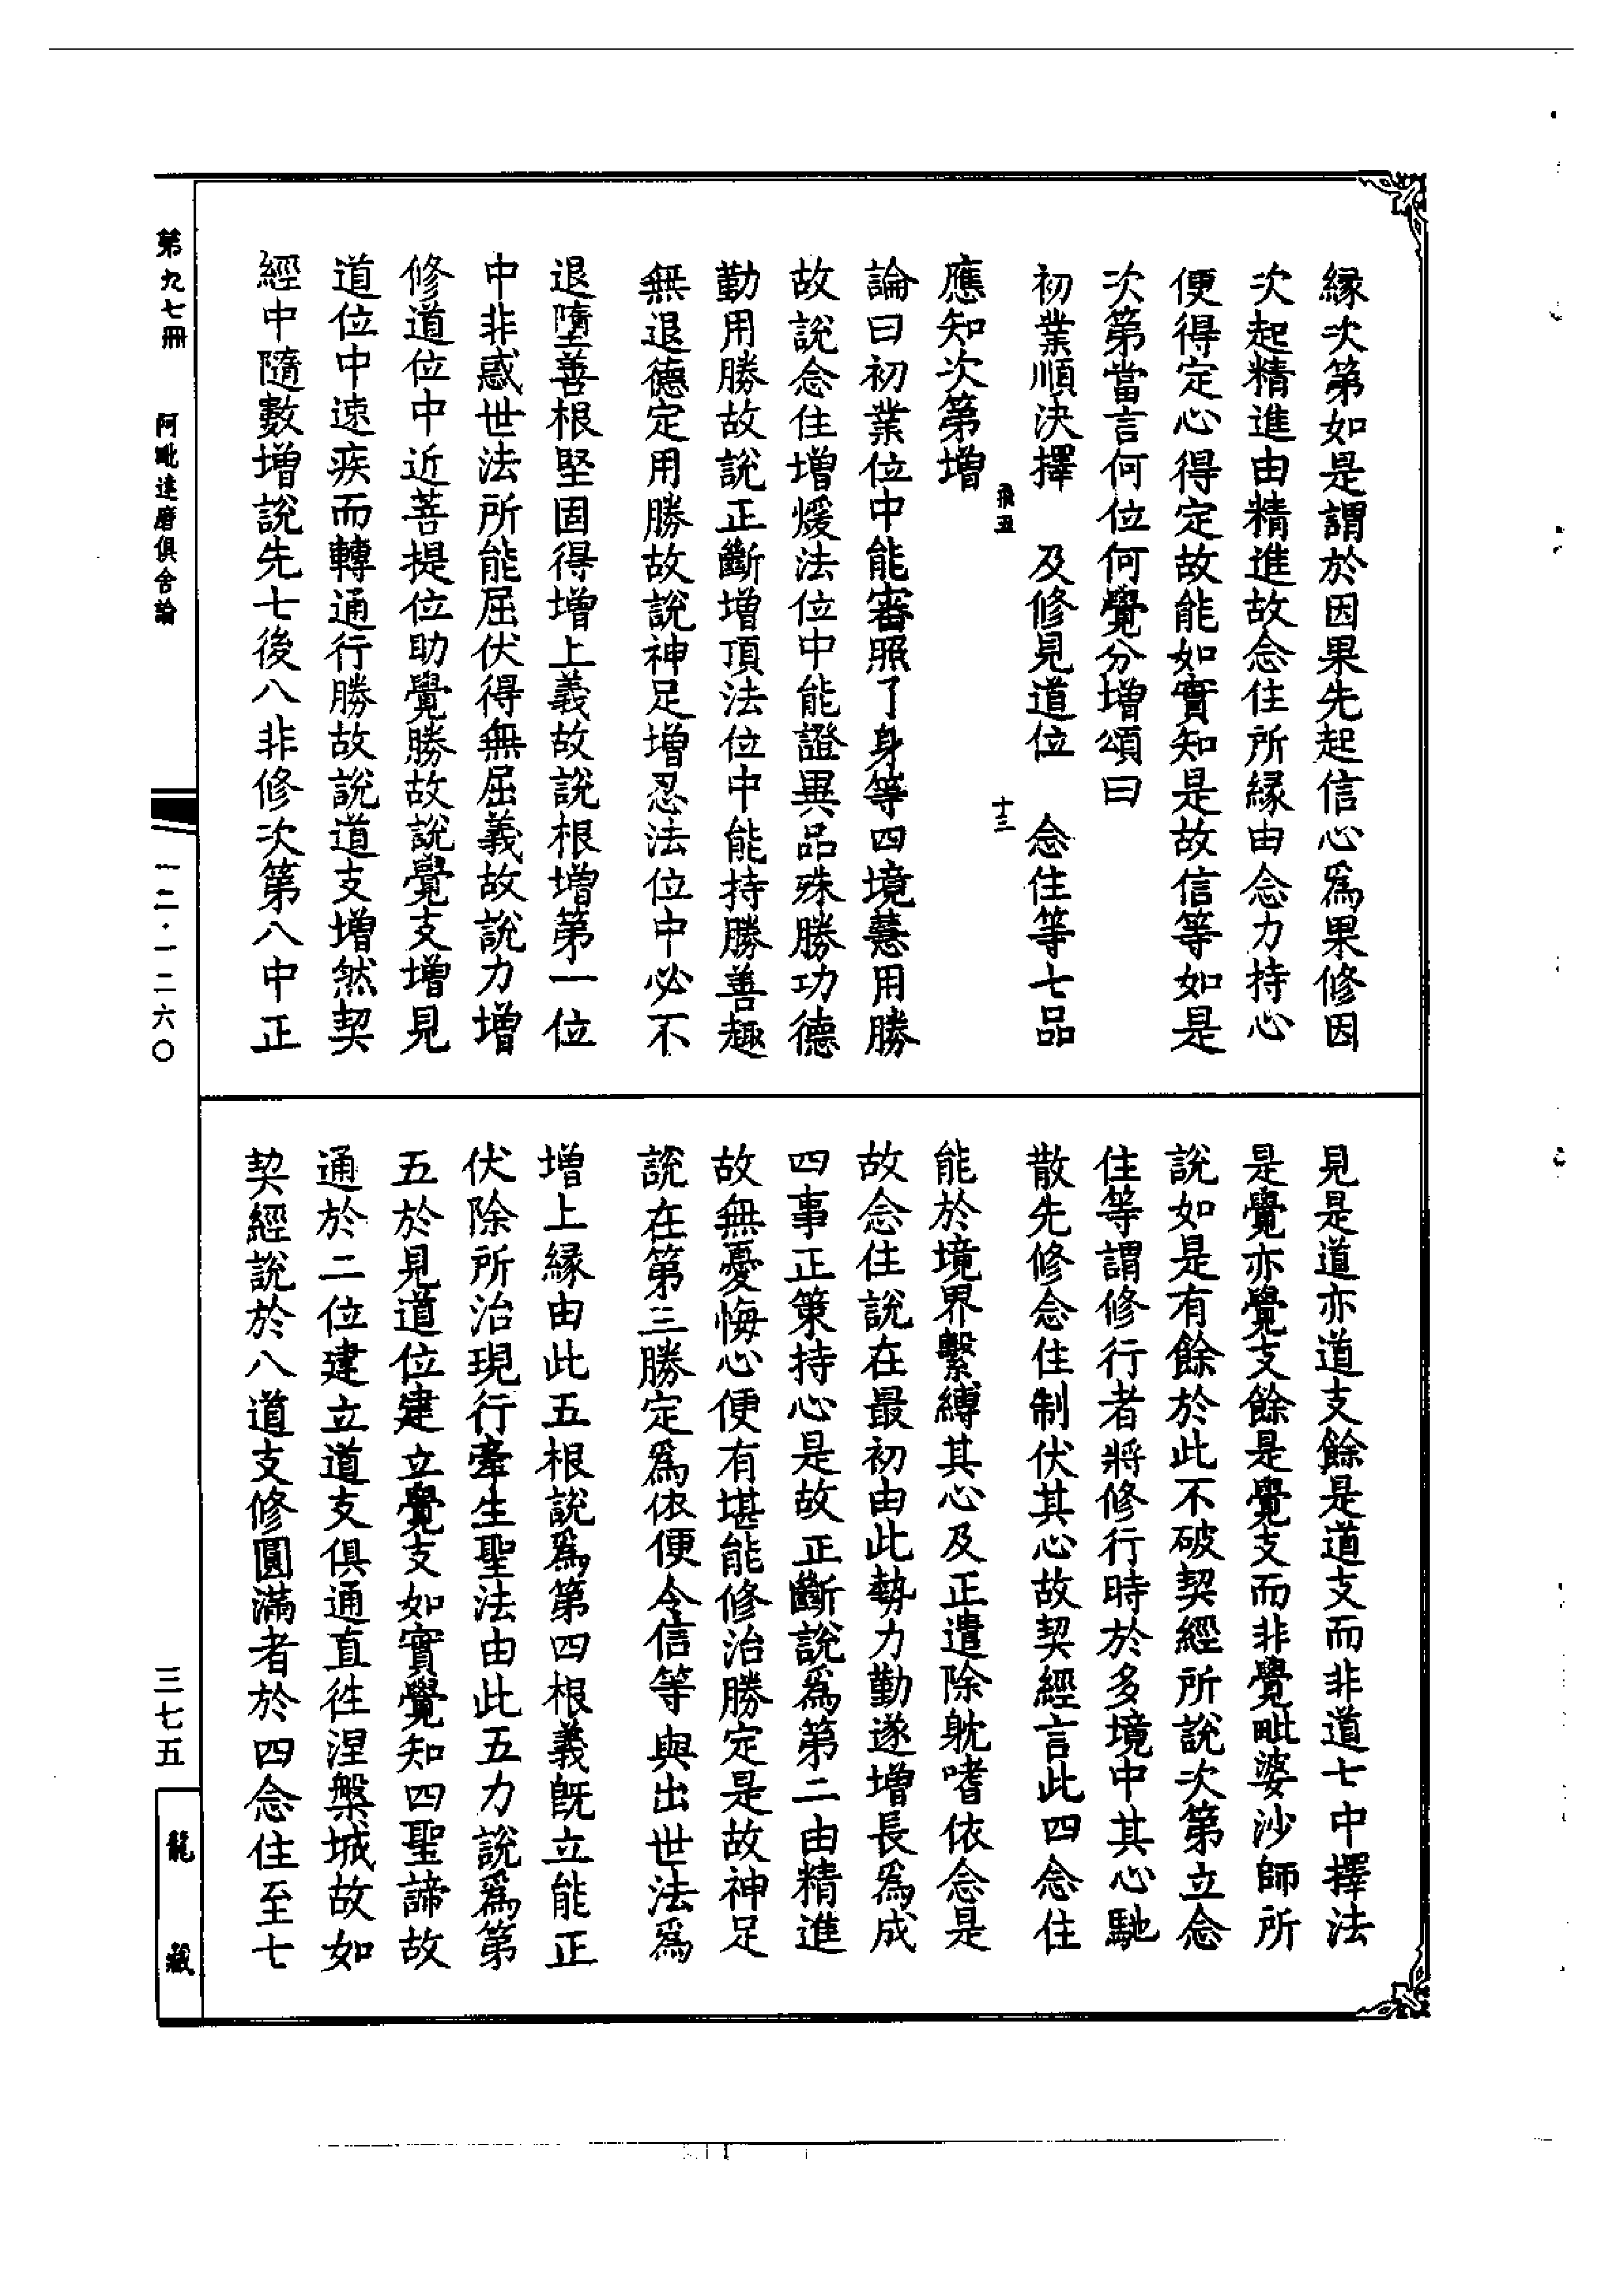 緣次第如是謂於因果先起信心爲果修因
次起精進由精進故念住所緣由念力持心
便得定心得定故能如實知是故信等如是
次第當言何位何覺分增頌曰
初業順決擇　及修見道位　念住等七品
應知次第增
十三
論曰初業位中能審照了身等四境慧用勝
故說念住增煖法位中能證異品殊勝功德
勤用勝故說正斷增頂法位中能持勝善趣
無退德定用勝故說神足增忍法位中必不
退墮善根堅固得增上義故說根增第一位
中非惑世法所能屈伏得無屈義故說力增
修道位中近菩提位助覺勝故說覺支增見
道位中速疾而轉通行勝故說道支增然契
經中隨數增說先七後八非修次第八中正
見是道亦道支餘是道支而非道七中擇法
是覺亦覺支餘是覺支而非覺毗婆沙師所
說如是有餘於此不破契經所說次第立念
住等謂修行者將修行時於多境中其心馳
散先修念住制伏其心故契經言此四念住
能於境界繫縛其心及正遣除躭嗜依念是
故念住說在最初由此勢力勤遂增長爲成
四事正策持心是故正斷說爲第二由精進
故無憂悔心便有堪能修治勝定是故神足
說在第三勝定爲依便令信等與出世法爲
增上緣由此五根說爲第四根義既立能正
伏除所治現行牽生聖法由此五力說爲第
五於見道位建立覺支如實覺知四聖諦故
通於二位建立道支俱通直往涅槃城故如
契經說於八道支修圓滿者於四念住至七
第九七冊　阿毗達磨俱舍論　一二·一二六〇　三七五　龍藏